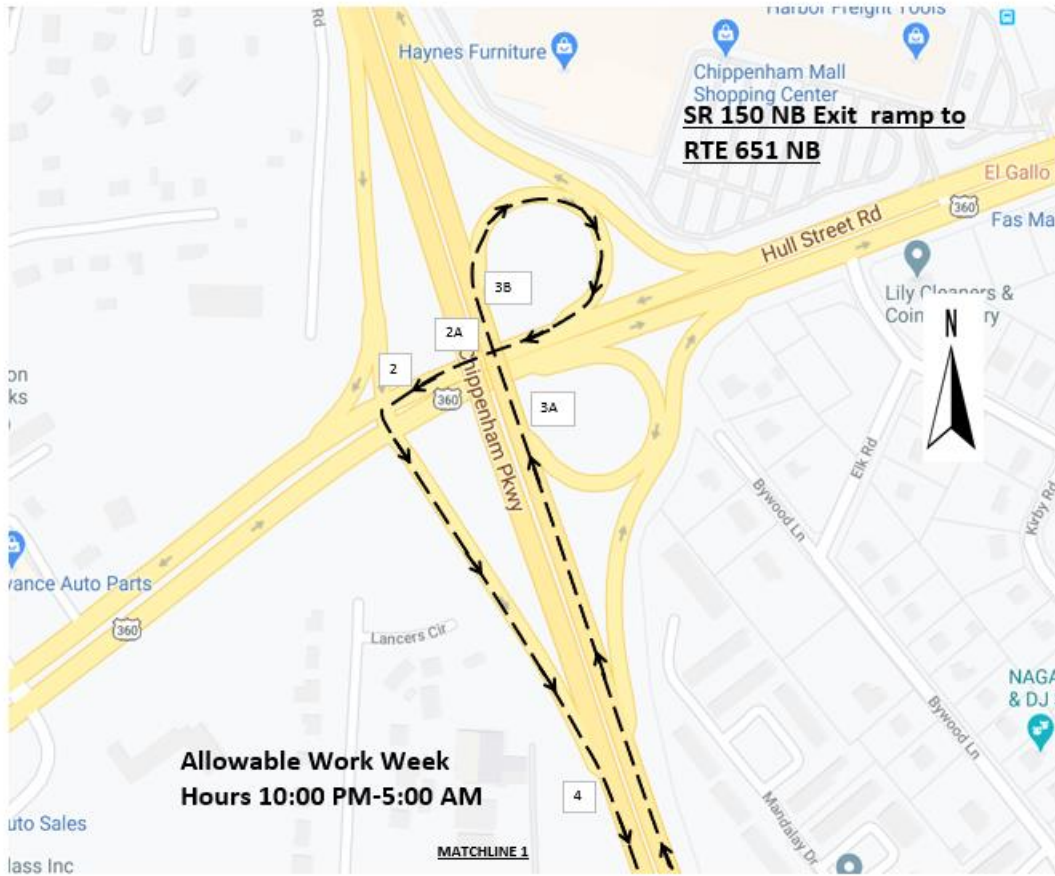 Rd
Harbor Freight Tools
Haynes Furniture
Chippenham Mall
Shopping Center
SR 150 NB Exit ramp to
RTE 651 NB
El Gallo
360
Fas Ma
Hull Street Rd
3B
Lily Cleaners &
N
2A
2
360
Chippenham Pkwy
3A
on
ks
Elk Rd
Bywood Ln
Kirby Rd
vance Auto Parts
360
Lancers Cir
NAGA
& DJ
Bywood Ln
Allowable Work Week
Hours 10:00 PM-5:00 AM
4
Mandalay Dr
uto Sales
MATCHLINE 1
lass Inc